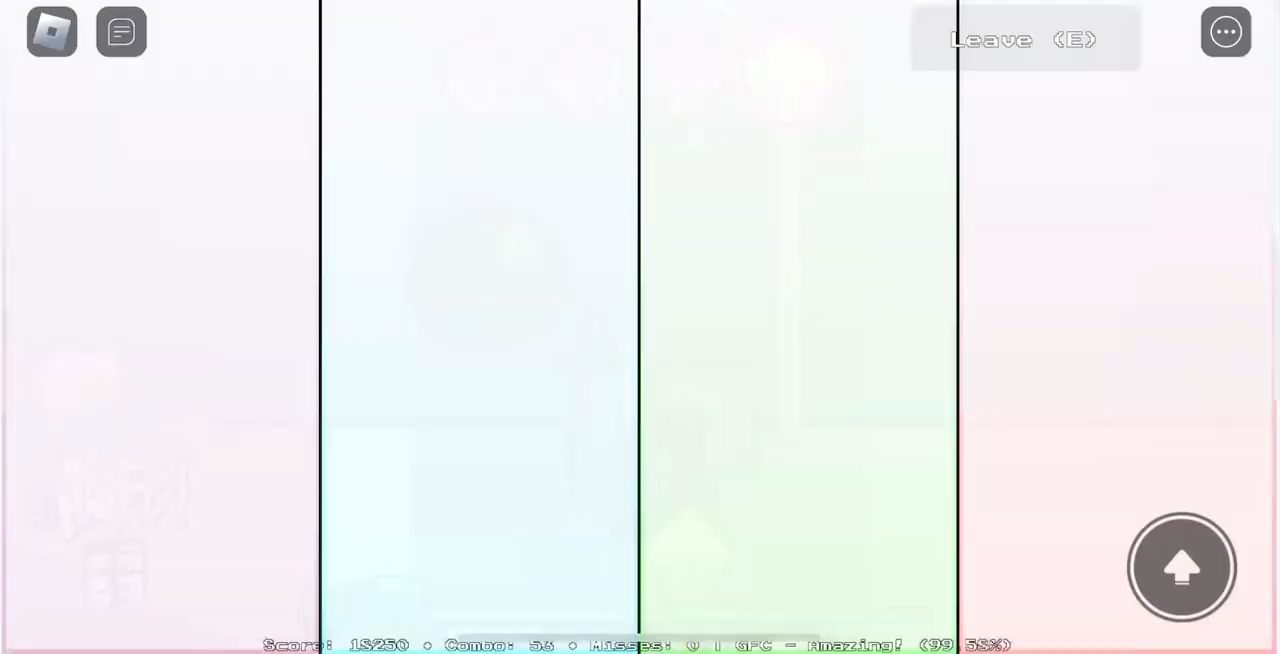 Leave (E)
Score: 18250 • Combo: 53 • Misses: 0 | GFC - Amazing! (99.58%)